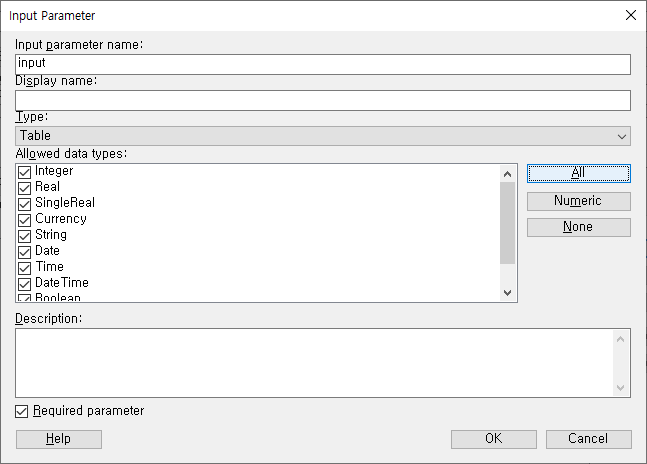 Input Parameter
Input parameter name:
input
Display name:
Type:
Table
Allowed data types:
Integer
Real
SingleReal
Currency
String
Date
Time
DateTime
Boolean
All
Numeric
None
Description:
Required parameter
Help
OK
Cancel